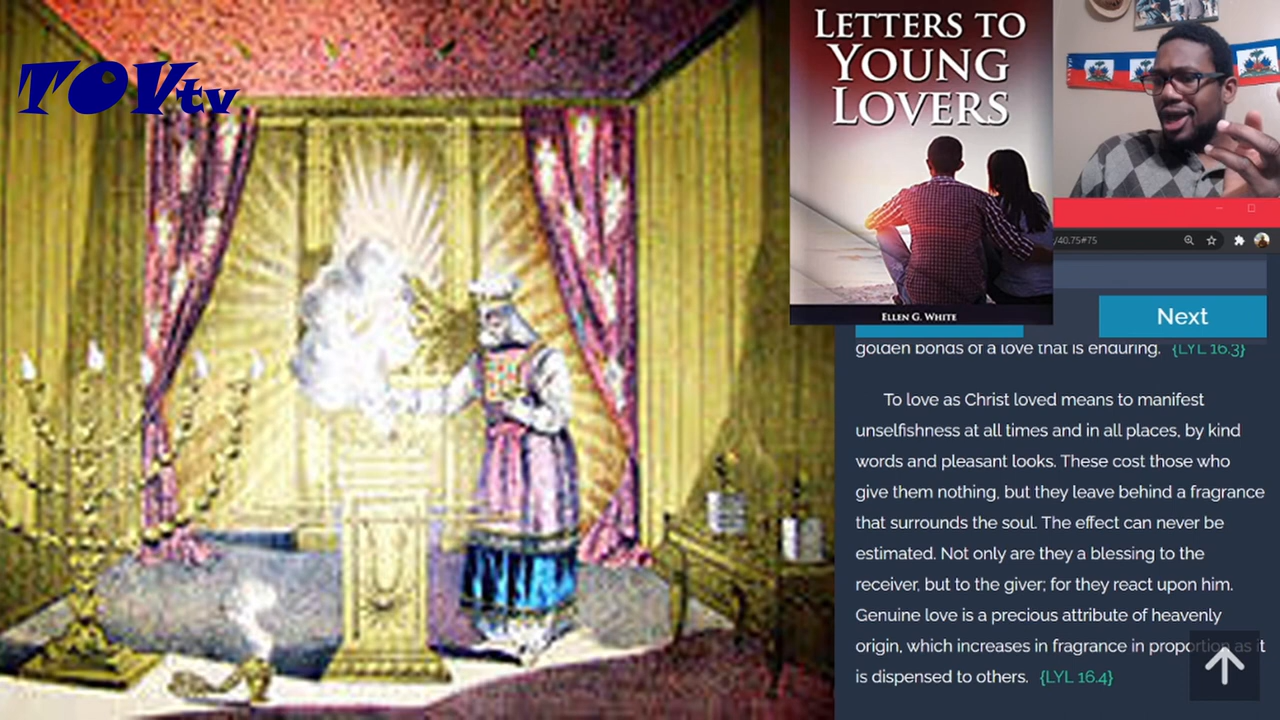 TOVtv
LETTERS TO
YOUNG
LOVERS
ELLEN G. WHITE
/40.75#75
Next
golden bonds of a love that is enduring. {LYL 16.3}
To love as Christ loved means to manifest
unselfishness at all times and in all places, by kind
words and pleasant looks. These cost those who
give them nothing, but they leave behind a fragrance
that surrounds the soul. The effect can never be
estimated. Not only are they a blessing to the
receiver, but to the giver; for they react upon him.
Genuine love is a precious attribute of heavenly
origin, which increases in fragrance in proportion as it
is dispensed to others. {LYL 16.4}